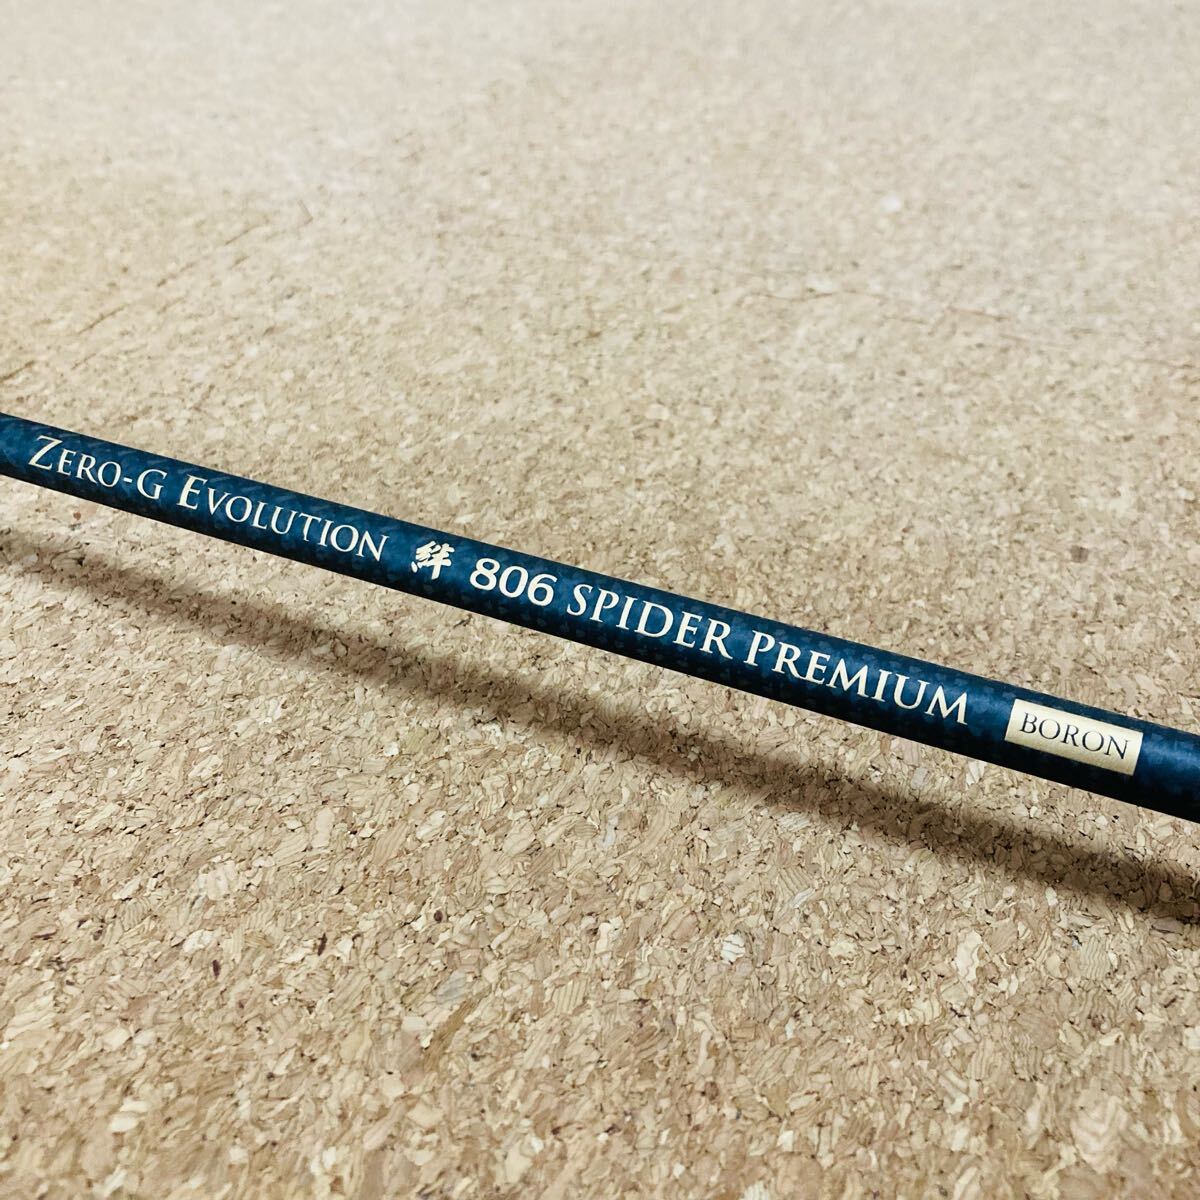 ZERO-G EVOLUTION 絆 806 SPIDER PREMIUM BORON